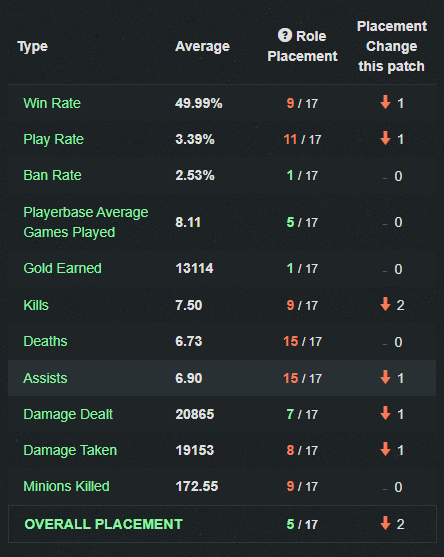 Type Average ? Role Placement Placement Change this patch
Win Rate 49.99% 9 / 17 1
Play Rate 3.39% 11 / 17 1
Ban Rate 2.53% 1 / 17 - 0
Playerbase Average Games Played 8.11 5 / 17 - 0
Gold Earned 13114 1 / 17 - 0
Kills 7.50 9 / 17 2
Deaths 6.73 15 / 17 - 0
Assists 6.90 15 / 17 1
Damage Dealt 20865 7 / 17 1
Damage Taken 19153 8 / 17 1
Minions Killed 172.55 9 / 17 - 0
OVERALL PLACEMENT 5 / 17 2